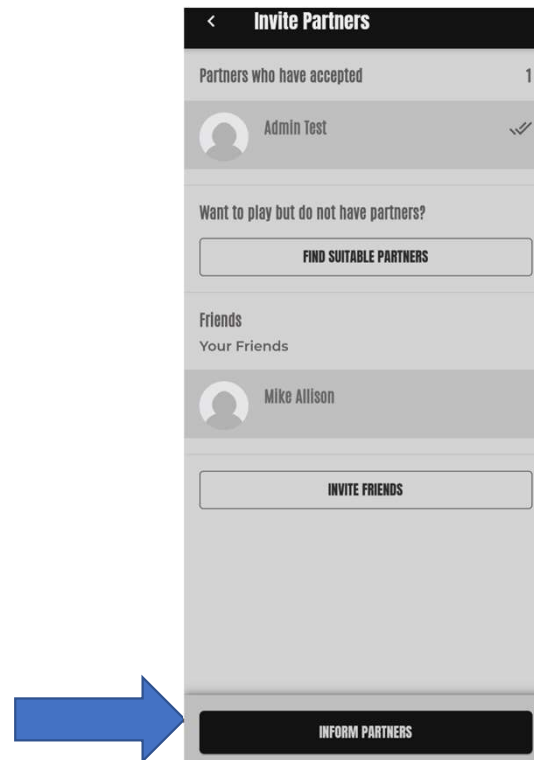 Invite Partners
Partners who have accepted 1
Admin Test
Want to play but do not have partners?
FIND SUITABLE PARTNERS
Friends
Your Friends
Mike Allison
INVITE FRIENDS
INFORM PARTNERS